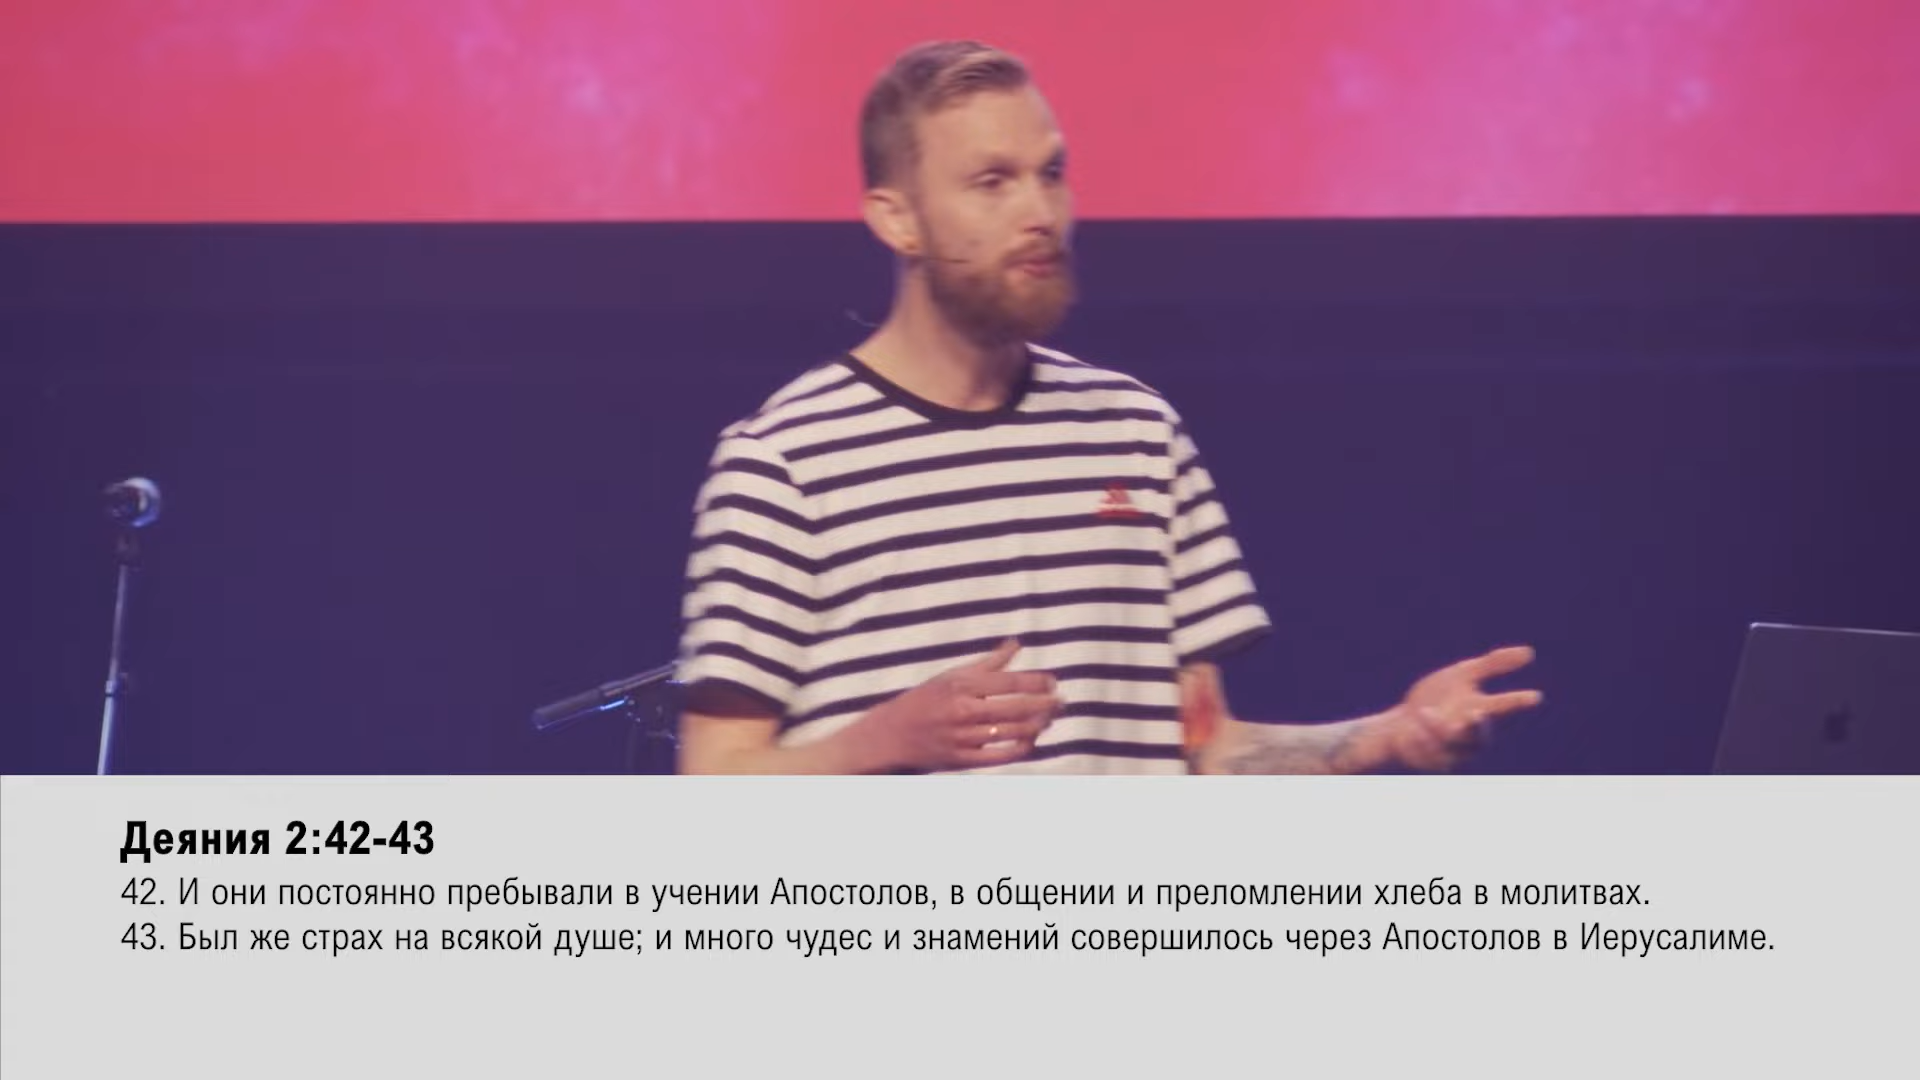 Деяния 2:42-43
42. И они постоянно пребывали в учении Апостолов, в общении и преломлении хлеба в молитвах.
43. Был же страх на всякой душе; и много чудес и знамений совершилось через Апостолов в Иерусалиме.